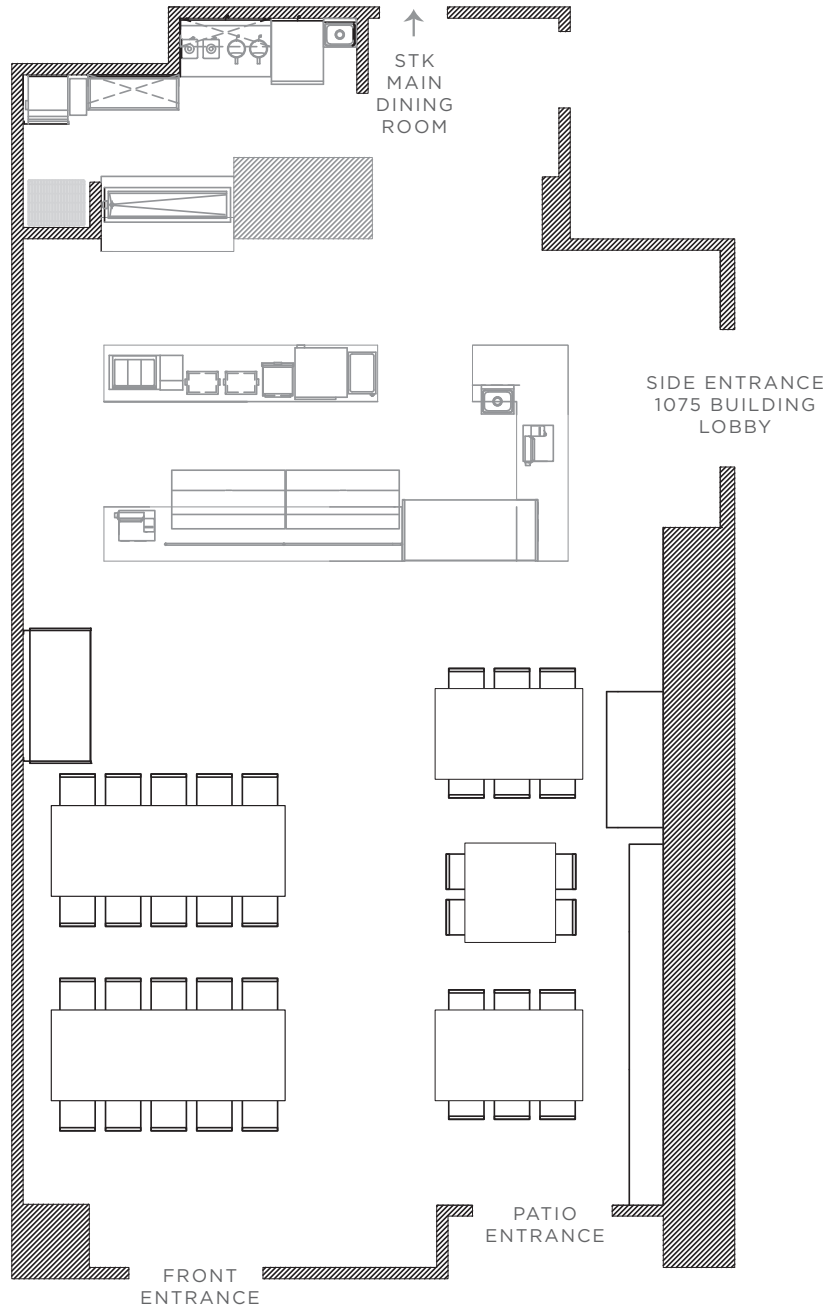 STK
MAIN
DINING
ROOM
SIDE ENTRANCE
1075 BUILDING
LOBBY
PATIO
ENTRANCE
FRONT
ENTRANCE